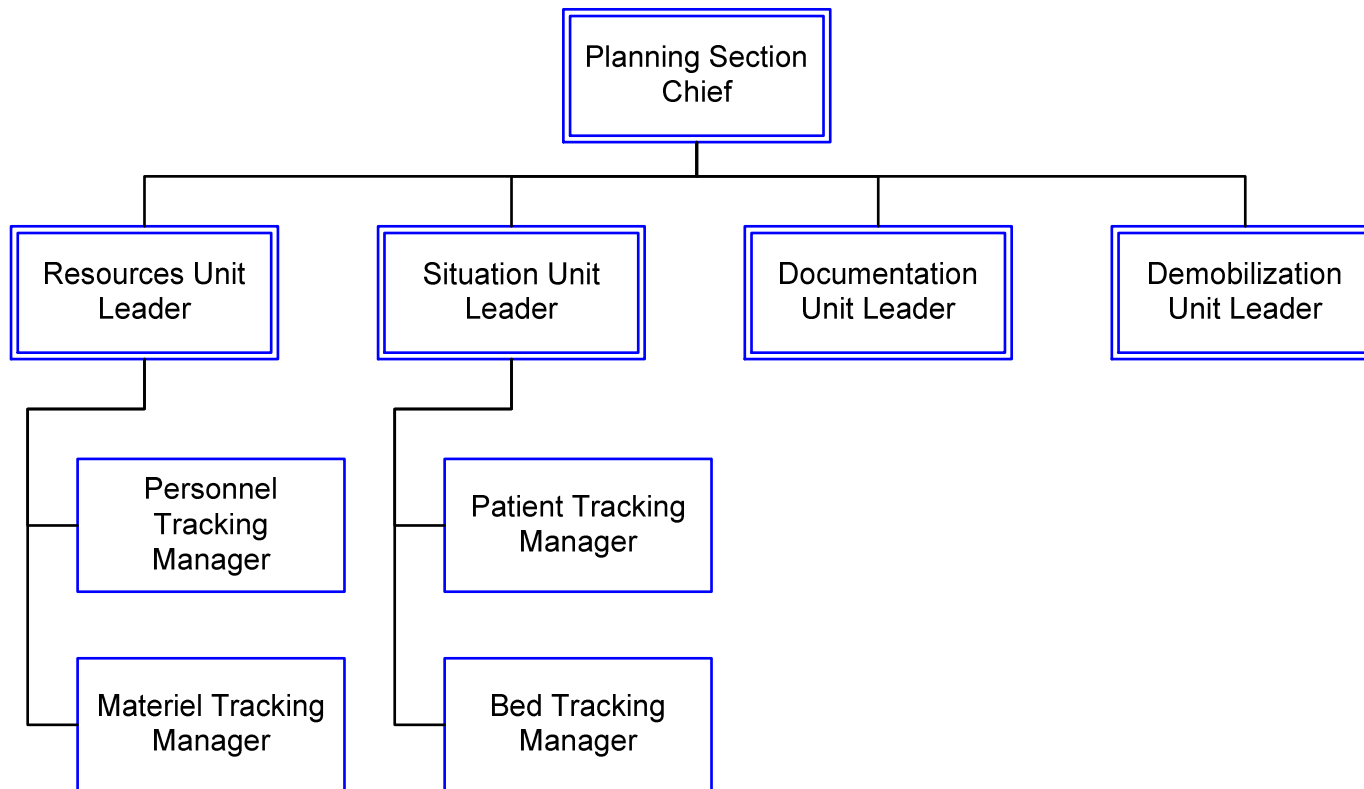 Planning Section
Chief
Resources Unit
Leader
Situation Unit
Leader
Documentation
Unit Leader
Demobilization
Unit Leader
Personnel
Tracking
Manager
Patient Tracking
Manager
Materiel Tracking
Manager
Bed Tracking
Manager